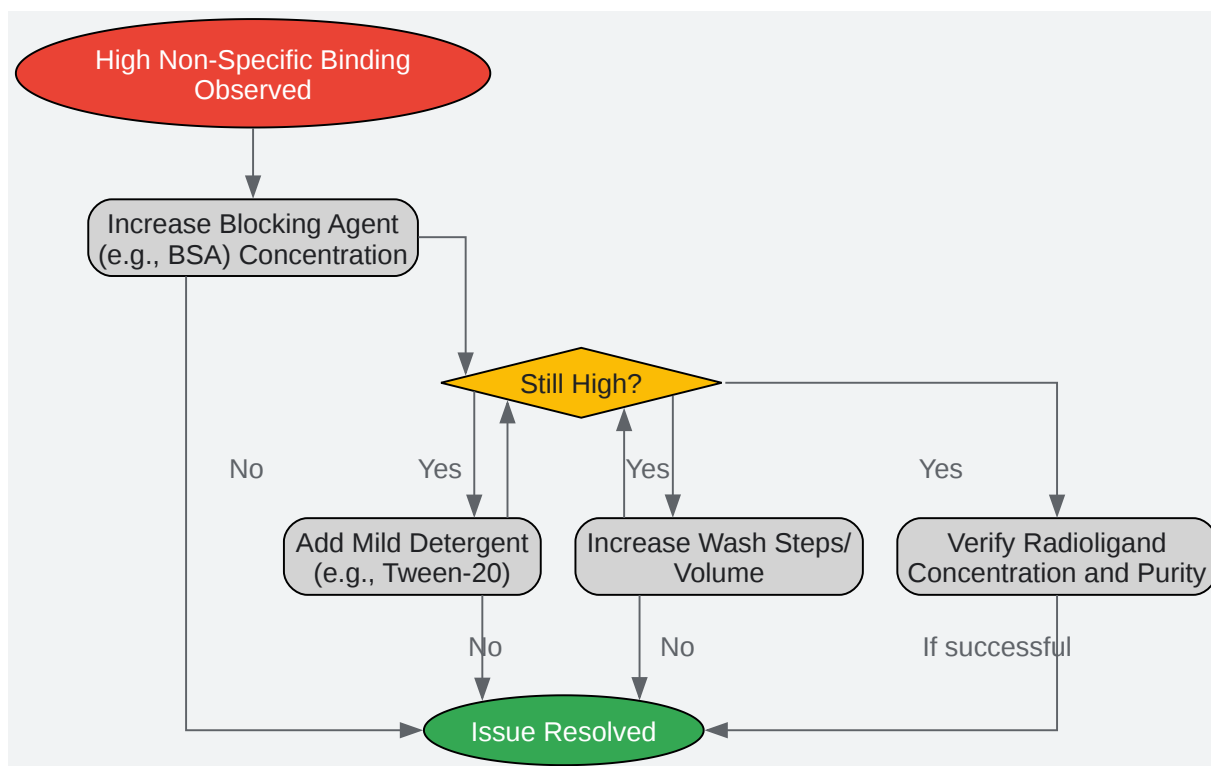 High Non-Specific Binding
Observed
Increase Blocking Agent
(e.g., BSA) Concentration
Still High?
No
Yes
Yes
Yes
Add Mild Detergent
(e.g., Tween-20)
Increase Wash Steps/
Volume
Verify Radioligand
Concentration and Purity
No
No
If successful
Issue Resolved